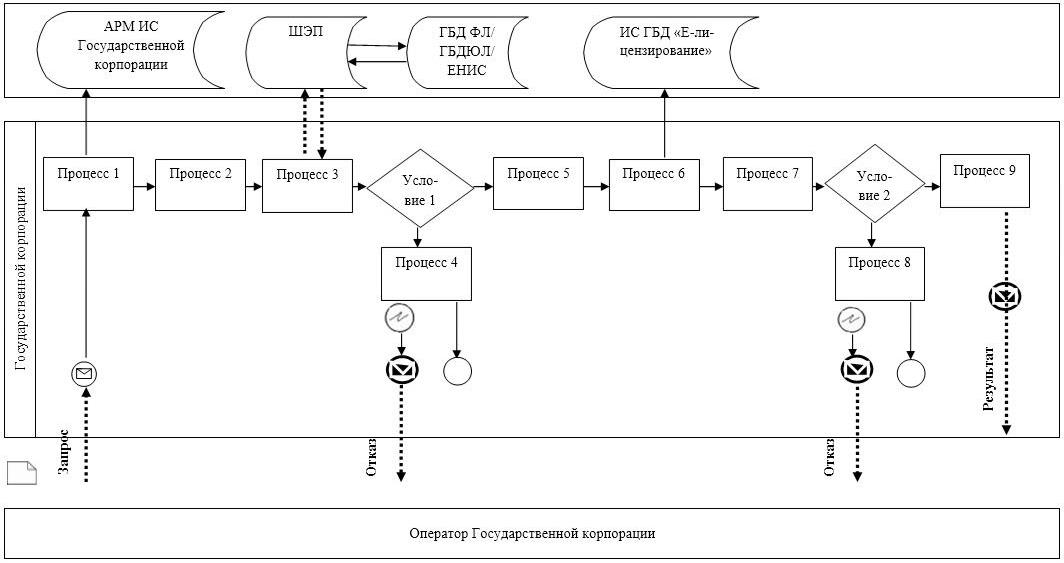 АРМ ИС
Государственной
корпорации
ШЭП
ГБД ФЛ/
ГБДЮЛ/
ЕНИС
ИС ГБД «Е-ли-
цензирование»
Государственной корпорации
Процесс 1
Процесс 2
Процесс 3
Усло-
вие 1
Процесс 5
Процесс 6
Процесс 7
Усло-
вие 2
Процесс 9
Процесс 4
Процесс 8
Запрос
Отказ
Отказ
Результат
Оператор Государственной корпорации